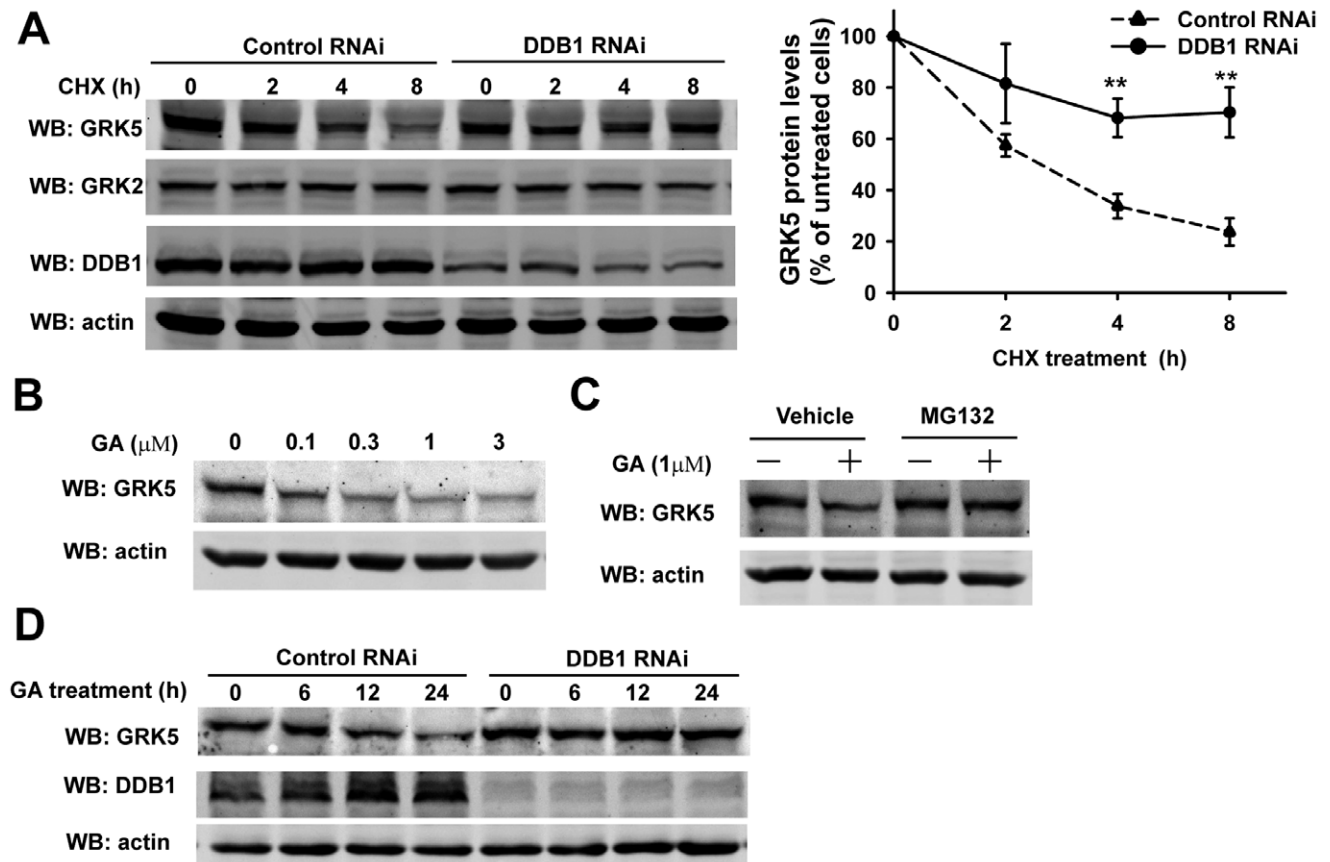 A
Control RNAi DDB1 RNAi
CHX (h) 0 2 4 8 0 2 4 8
WB: GRK5
WB: GRK2
WB: DDB1
WB: actin
Control RNAi
DDB1 RNAi
GRK5 protein levels
(% of untreated cells)
100
80
60
40
20
0
** **
0 2 4 8
CHX treatment (h)
B
GA (μM) 0 0.1 0.3 1 3
WB: GRK5
WB: actin
C
Vehicle MG132
GA (1μM) − + − +
WB: GRK5
WB: actin
D
Control RNAi DDB1 RNAi
GA treatment (h) 0 6 12 24 0 6 12 24
WB: GRK5
WB: DDB1
WB: actin